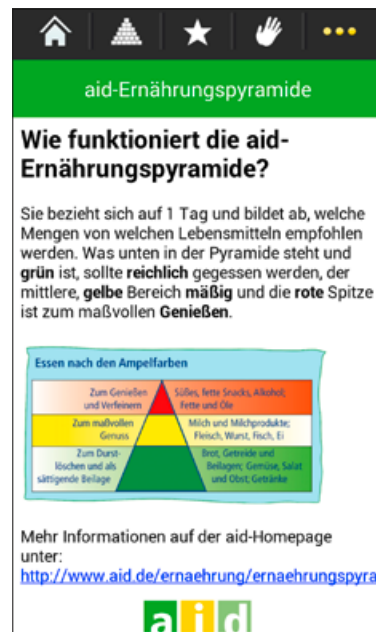 aid-Ernährungspyramide
Wie funktioniert die aid-
Ernährungspyramide?
Sie bezieht sich auf 1 Tag und bildet ab, welche
Mengen von welchen Lebensmitteln empfohlen
werden. Was unten in der Pyramide steht und
grün ist, sollte reichlich gegessen werden, der
mittlere, gelbe Bereich mäßig und die rote Spitze
ist zum maßvollen Genießen.
Essen nach den Ampelfarben
Zum Genießen
und Verfeinern
Süßes, fette Snacks, Alkohol;
Fette und Öle
Zum maßvollen
Genuss
Milch und Milchprodukte;
Fleisch, Wurst, Fisch, Ei
Zum Durst-
löschen und als
sättigende Beilage
Brot, Getreide und
Beilagen; Gemüse, Salat
und Obst; Getränke
Mehr Informationen auf der aid-Homepage
unter:
http://www.aid.de/ernaehrung/ernaehrungspyra
aid